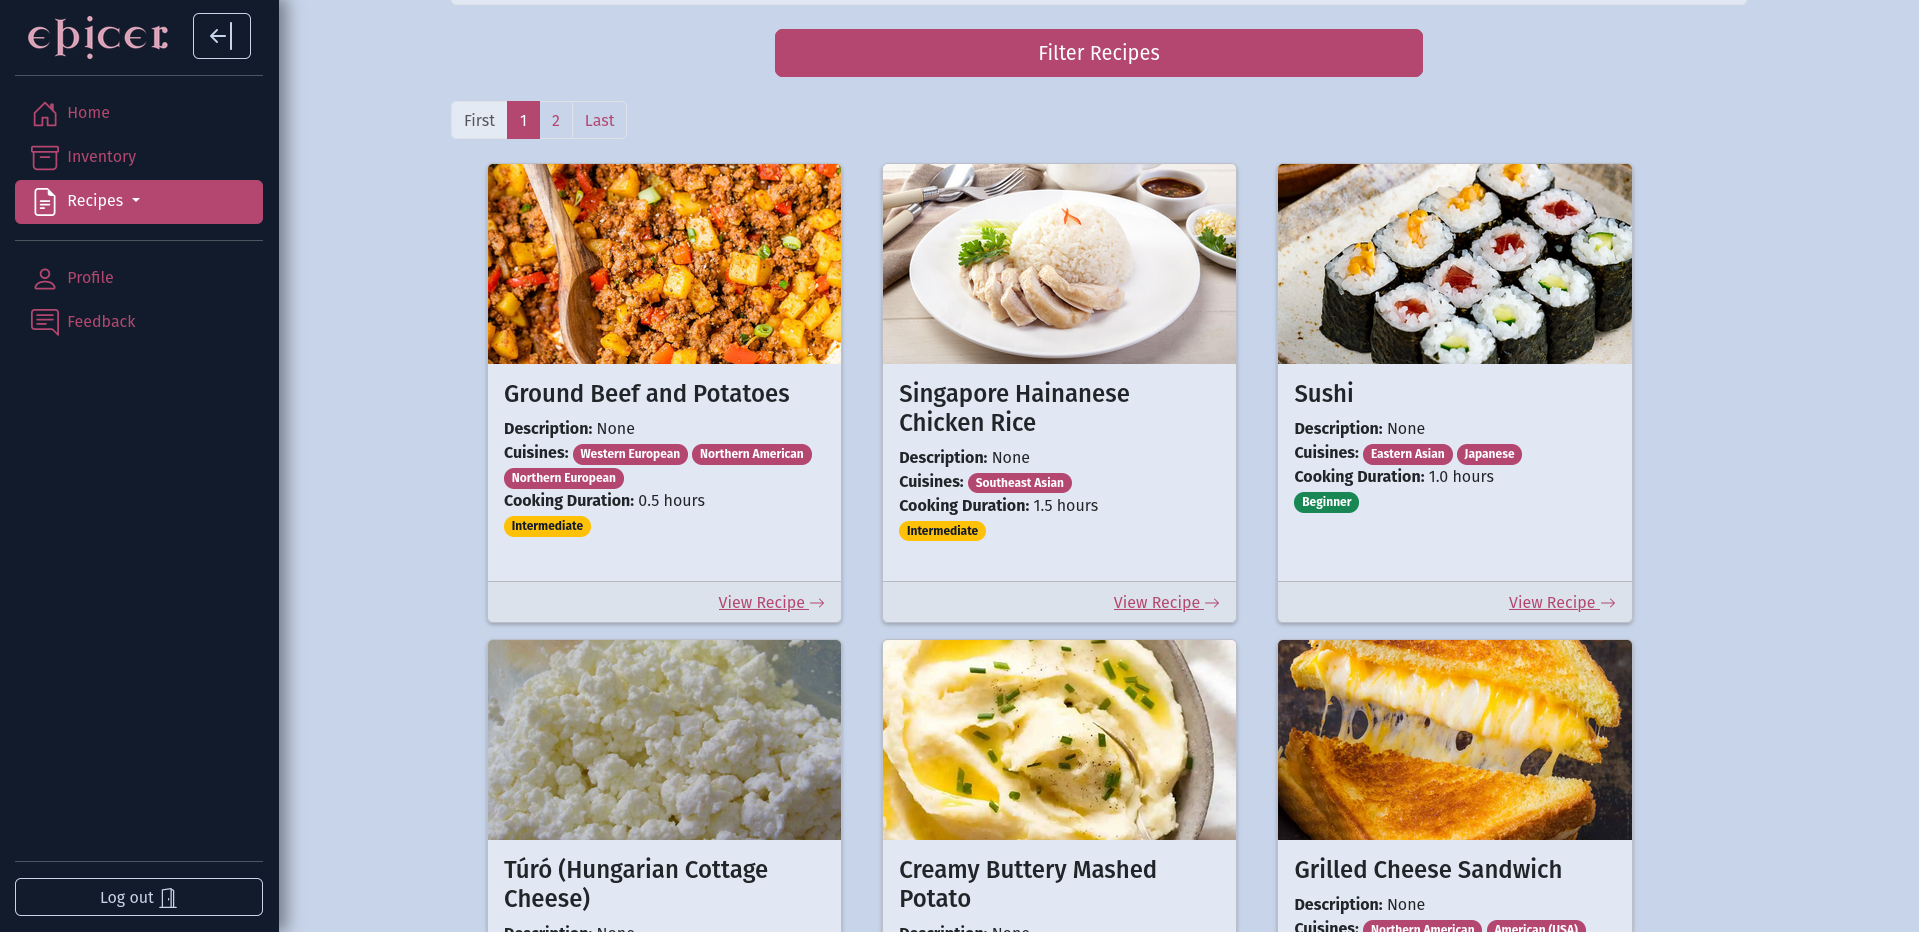 epicer
Home
Inventory
Recipes
Profile
Feedback
Log out
Filter Recipes
First 1 2 Last
Ground Beef and Potatoes
Description: None
Cuisines: Western European Northern American
Northern European
Cooking Duration: 0.5 hours
Intermediate
View Recipe
Singapore Hainanese
Chicken Rice
Description: None
Cuisines: Southeast Asian
Cooking Duration: 1.5 hours
Intermediate
View Recipe
Sushi
Description: None
Cuisines: Eastern Asian Japanese
Cooking Duration: 1.0 hours
Beginner
View Recipe
Túró (Hungarian Cottage
Cheese)
Description: None
Creamy Buttery Mashed
Potato
Description: None
Grilled Cheese Sandwich
Description: None
Cuisines: Northern American American (USA)